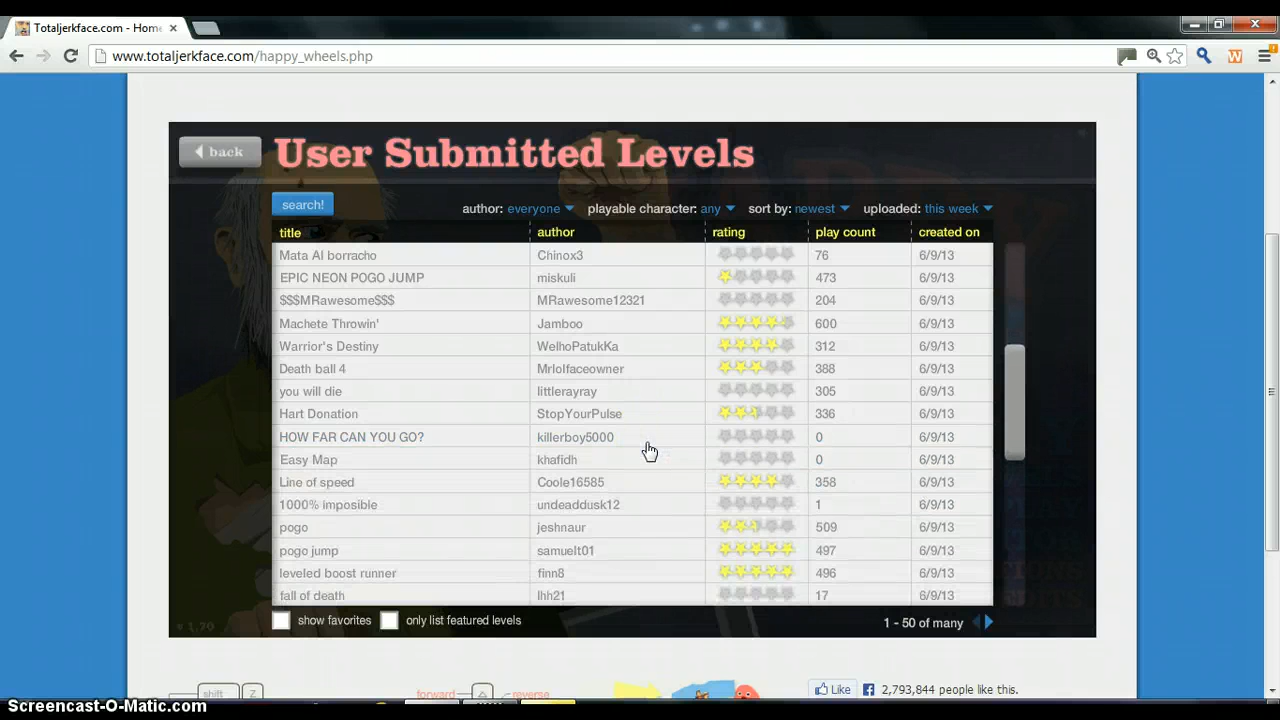 Totaljerkface.com - Hom
www.totaljerkface.com/happy_wheels.php
back
User Submitted Levels
search!
author: everyone playable character: any sort by: newest uploaded: this week
title author rating play count created on
Mata Al borracho Chinox3 76 6/9/13
EPIC NEON POGO JUMP miskuli 473 6/9/13
$$$MRawesome$$$ MRawesome12321 204 6/9/13
Machete Throwin' Jamboo 600 6/9/13
Warrior's Destiny WelhoPatukKa 312 6/9/13
Death ball 4 Mrlolfaceowner 388 6/9/13
you will die littlerayray 305 6/9/13
Hart Donation StopYourPulse 336 6/9/13
HOW FAR CAN YOU GO? killerboy5000 0 6/9/13
Easy Map khafidh 0 6/9/13
Line of speed Coole16585 358 6/9/13
1000% imposible undeaddusk12 1 6/9/13
pogo jeshnaur 509 6/9/13
pogo jump samuelt01 497 6/9/13
leveled boost runner finn8 496 6/9/13
fall of death lhh21 17 6/9/13
show favorites only list featured levels 1 - 50 of many
v 1.70
shift Z forward reverse Like 2,793,844 people like this.
Screencast-O-Matic.com